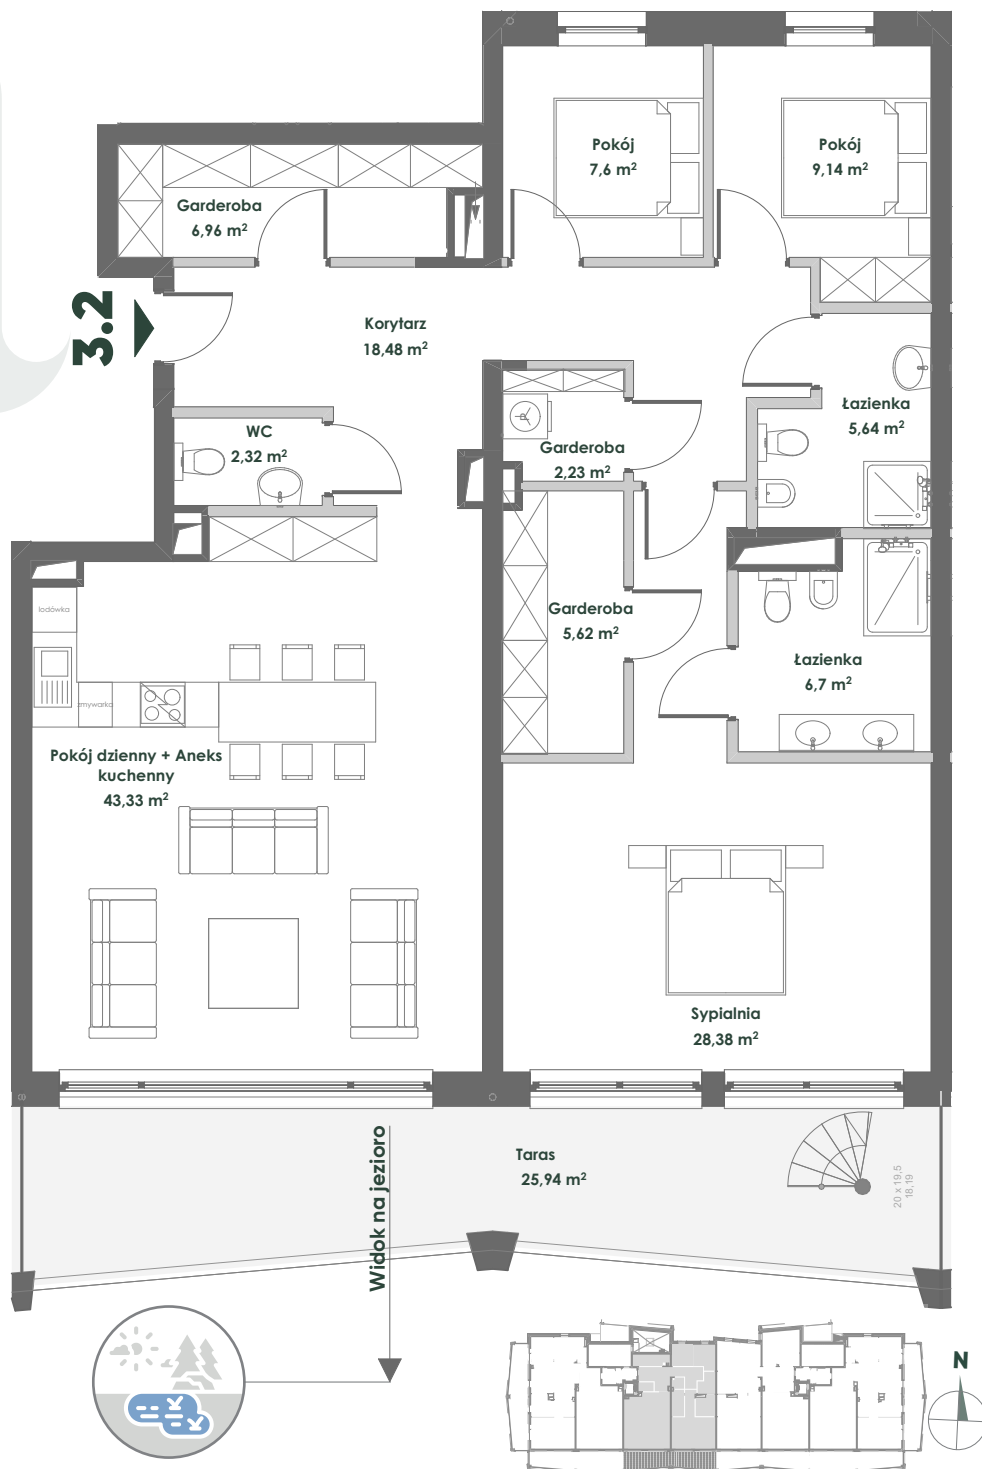 Pokój
7,6 m²
Pokój
9,14 m²
Garderoba
6,96 m²
3.2
Korytarz
18,48 m²
Łazienka
5,64 m²
WC
2,32 m²
Garderoba
2,23 m²
Garderoba
5,62 m²
lodówka
Łazienka
6,7 m²
zmywarka
Pokój dzienny + Aneks
kuchenny
43,33 m²
Sypialnia
28,38 m²
Taras
25,94 m²
20 x 19,5
18,19
Widok na jezioro
N